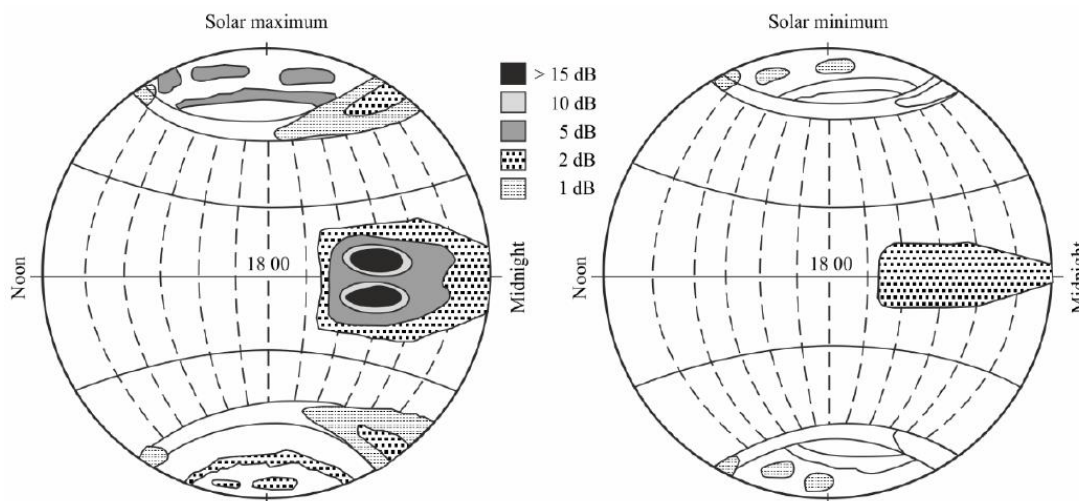 Solar maximum
Solar minimum
> 15 dB
10 dB
5 dB
2 dB
1 dB
Noon
18 00
Midnight
Noon
18 00
Midnight